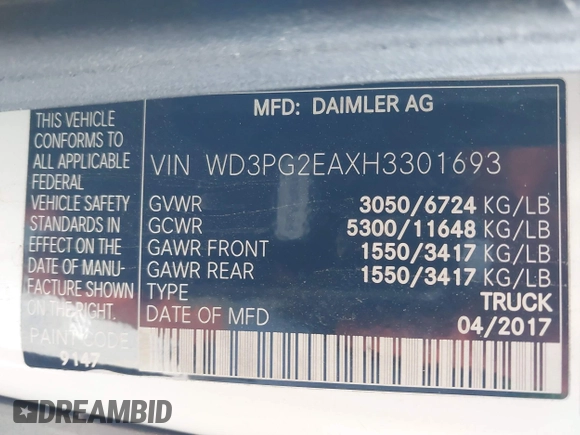 MFD: DAIMLER AG
THIS VEHICLE
CONFORMS TO
ALL APPLICABLE
FEDERAL
VEHICLE SAFETY
STANDARDS IN
EFFECT ON THE
DATE OF MANU-
FACTURE SHOWN
ON THE RIGHT.
PAINT CODE
9147
VIN WD3PG2EAXH3301693
GVWR 3050/6724 KG/LB
GCWR 5300/11648 KG/LB
GAWR FRONT 1550/3417 KG/LB
GAWR REAR 1550/3417 KG/LB
TYPE TRUCK
DATE OF MFD 04/2017
DREAMBID